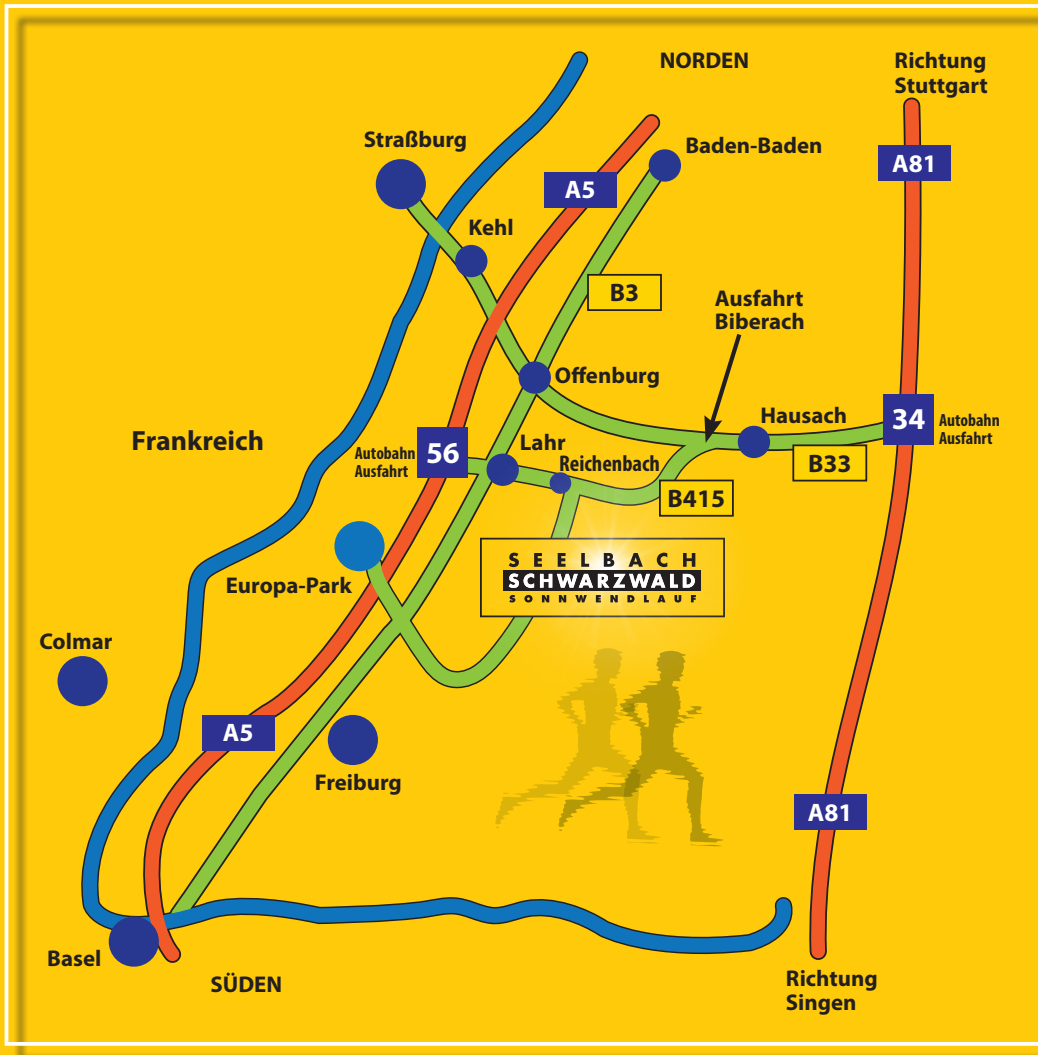 NORDEN
Richtung
Stuttgart
Straßburg
Baden-Baden
A81
A5
Kehl
B3
Ausfahrt
Biberach
Offenburg
Hausach
34
Autobahn
Ausfahrt
Frankreich
Autobahn
Ausfahrt
56
Lahr
Reichenbach
B33
B415
SEELBACH
SCHWARZWALD
SONNWENDLAUF
Europa-Park
Colmar
A5
Freiburg
A81
Basel
SÜDEN
Richtung
Singen